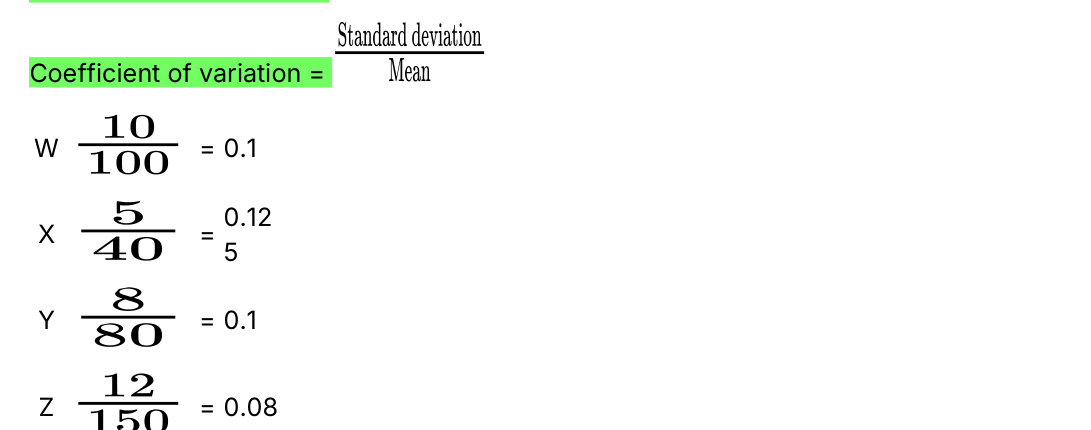 Standard deviation
Coefficient of variation =
Mean
10
W = 0.1
100
5
0.12
X =
40
5
8
Y = 0.1
80
12
Z = 0.08
150